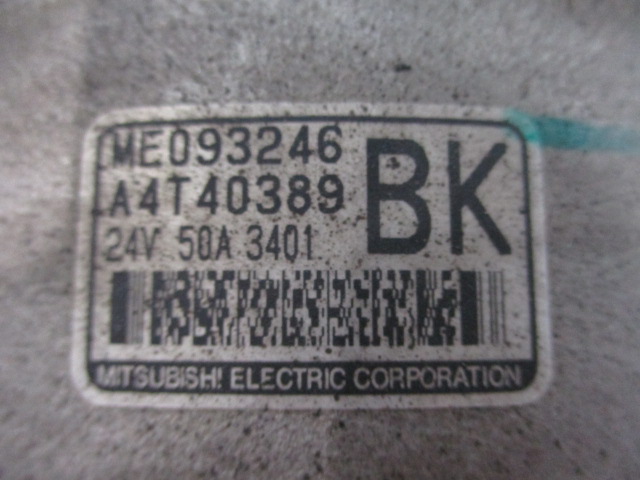 ME093246
A4T40389
BK
24V 50A 3401
MITSUBISHI ELECTRIC CORPORATION